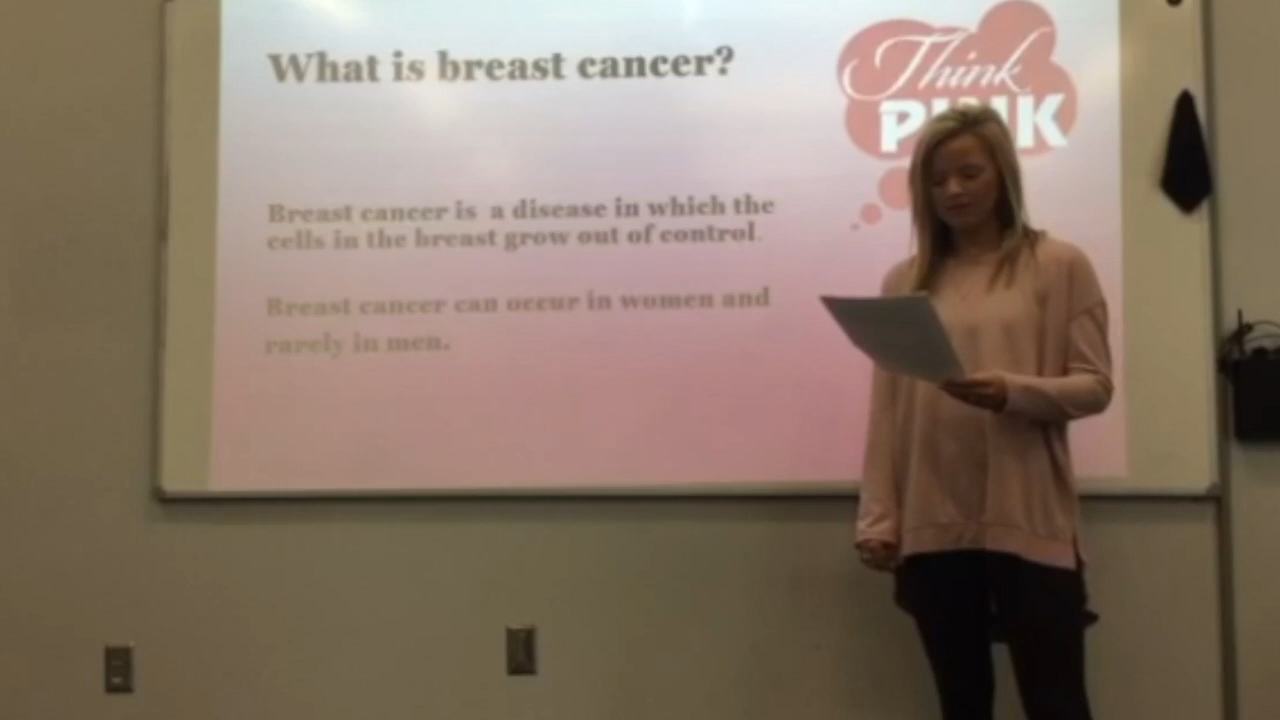 What is breast cancer?
Think
PINK
Breast cancer is a disease in which the
cells in the breast grow out of control.
Breast cancer can occur in women and
rarely in men.